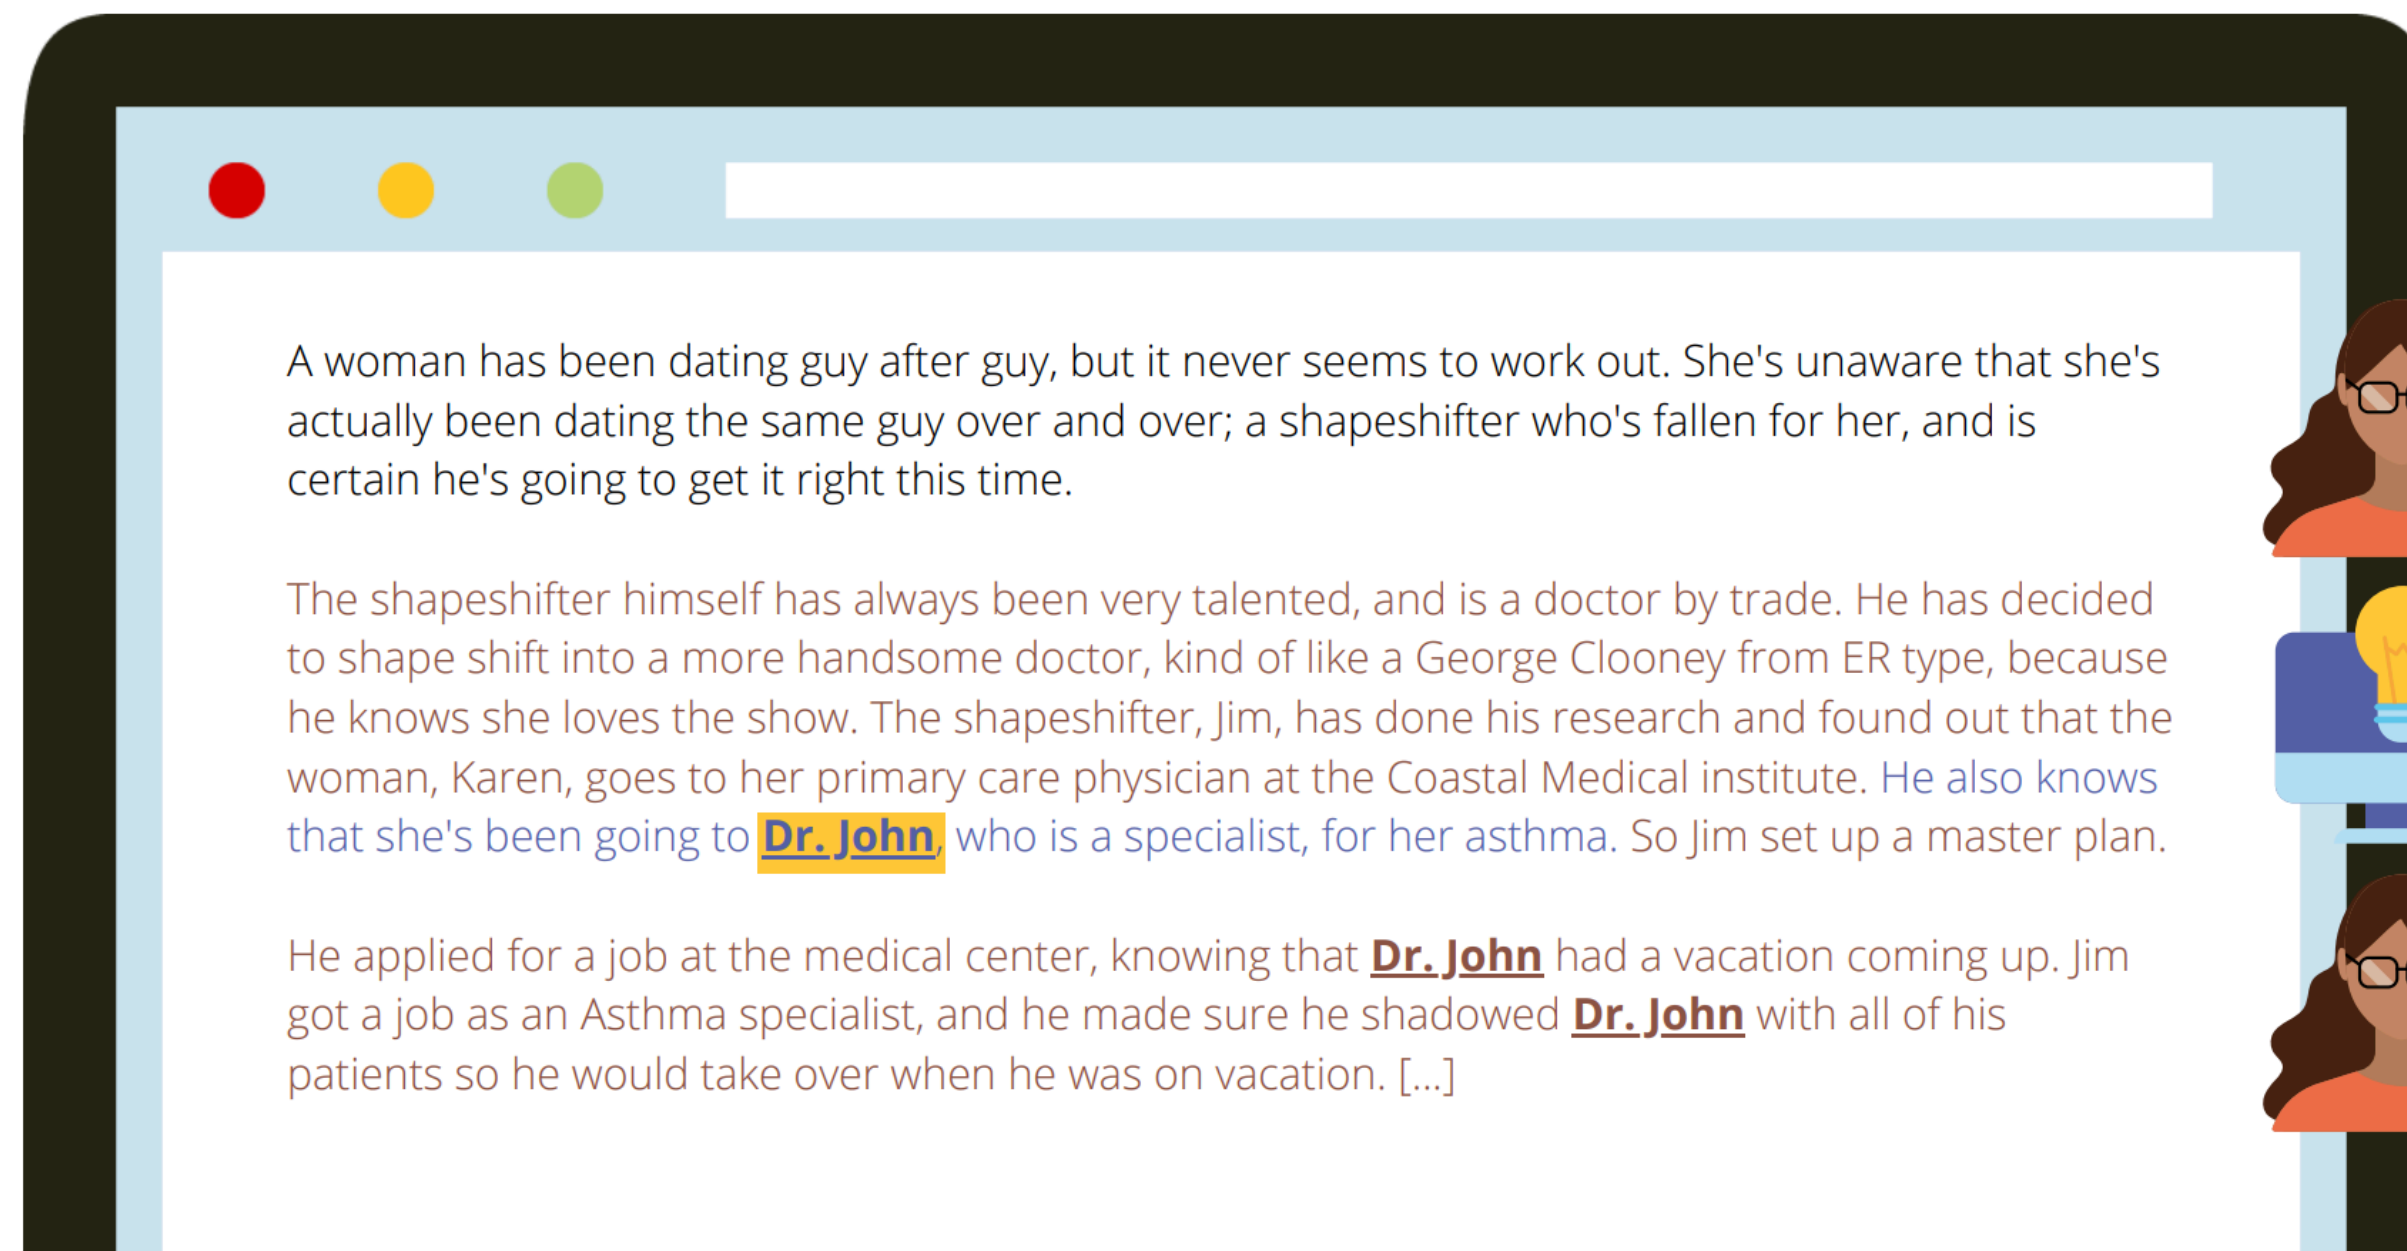 A woman has been dating guy after guy, but it never seems to work out. She's unaware that she's
actually been dating the same guy over and over; a shapeshifter who's fallen for her, and is
certain he's going to get it right this time.
The shapeshifter himself has always been very talented, and is a doctor by trade. He has decided
to shape shift into a more handsome doctor, kind of like a George Clooney from ER type, because
he knows she loves the show. The shapeshifter, Jim, has done his research and found out that the
woman, Karen, goes to her primary care physician at the Coastal Medical institute. He also knows
that she's been going to Dr. John, who is a specialist, for her asthma. So Jim set up a master plan.
He applied for a job at the medical center, knowing that Dr. John had a vacation coming up. Jim
got a job as an Asthma specialist, and he made sure he shadowed Dr. John with all of his
patients so he would take over when he was on vacation. [...]